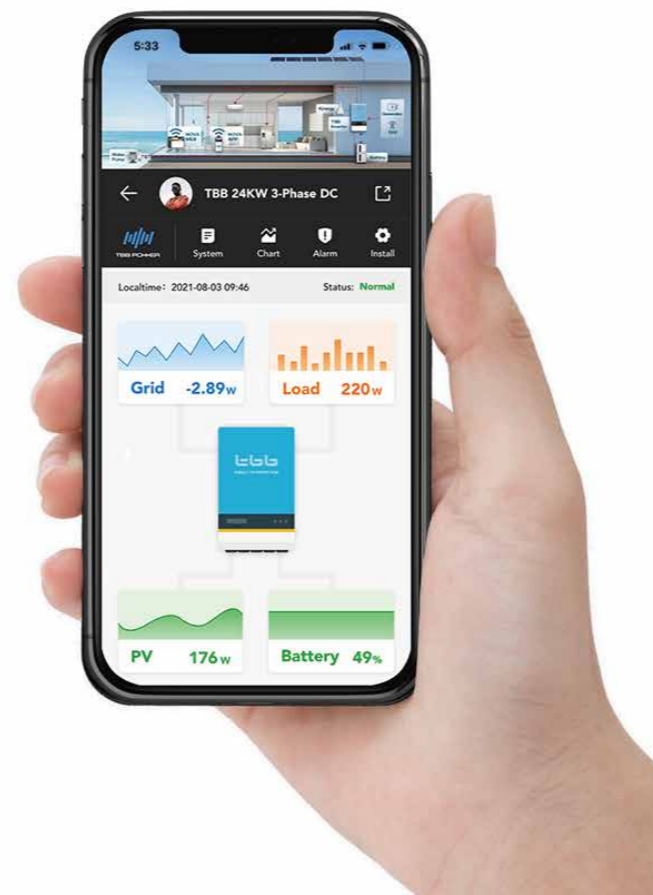 5:33
TBB 24KW 3-Phase DC
TBB POWER
System
Chart
Alarm
Install
Localtime: 2021-08-03 09:46
Status: Normal
Grid -2.89w
Load 220w
tbb
PV 176w
Battery 49%